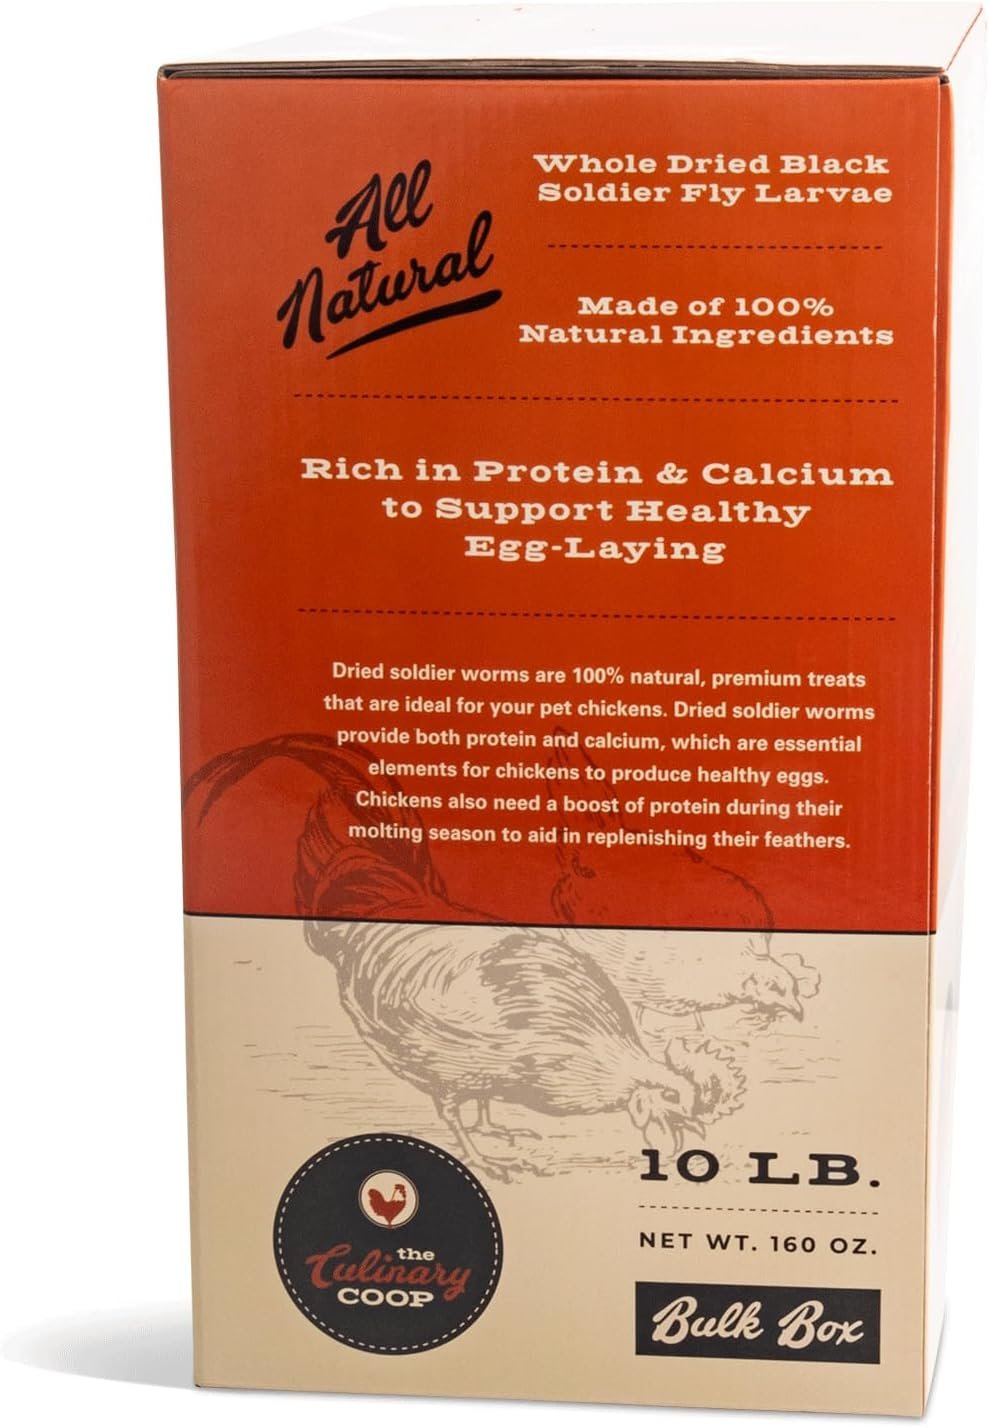 All
Natural
Whole Dried Black
Soldier Fly Larvae
Made of 100%
Natural Ingredients
Rich in Protein & Calcium
to Support Healthy
Egg-Laying
Dried soldier worms are 100% natural, premium treats
that are ideal for your pet chickens. Dried soldier worms
provide both protein and calcium, which are essential
elements for chickens to produce healthy eggs.
Chickens also need a boost of protein during their
molting season to aid in replenishing their feathers.
the
Culinary
COOP
10 LB.
NET WT. 160 OZ.
Bulk Box